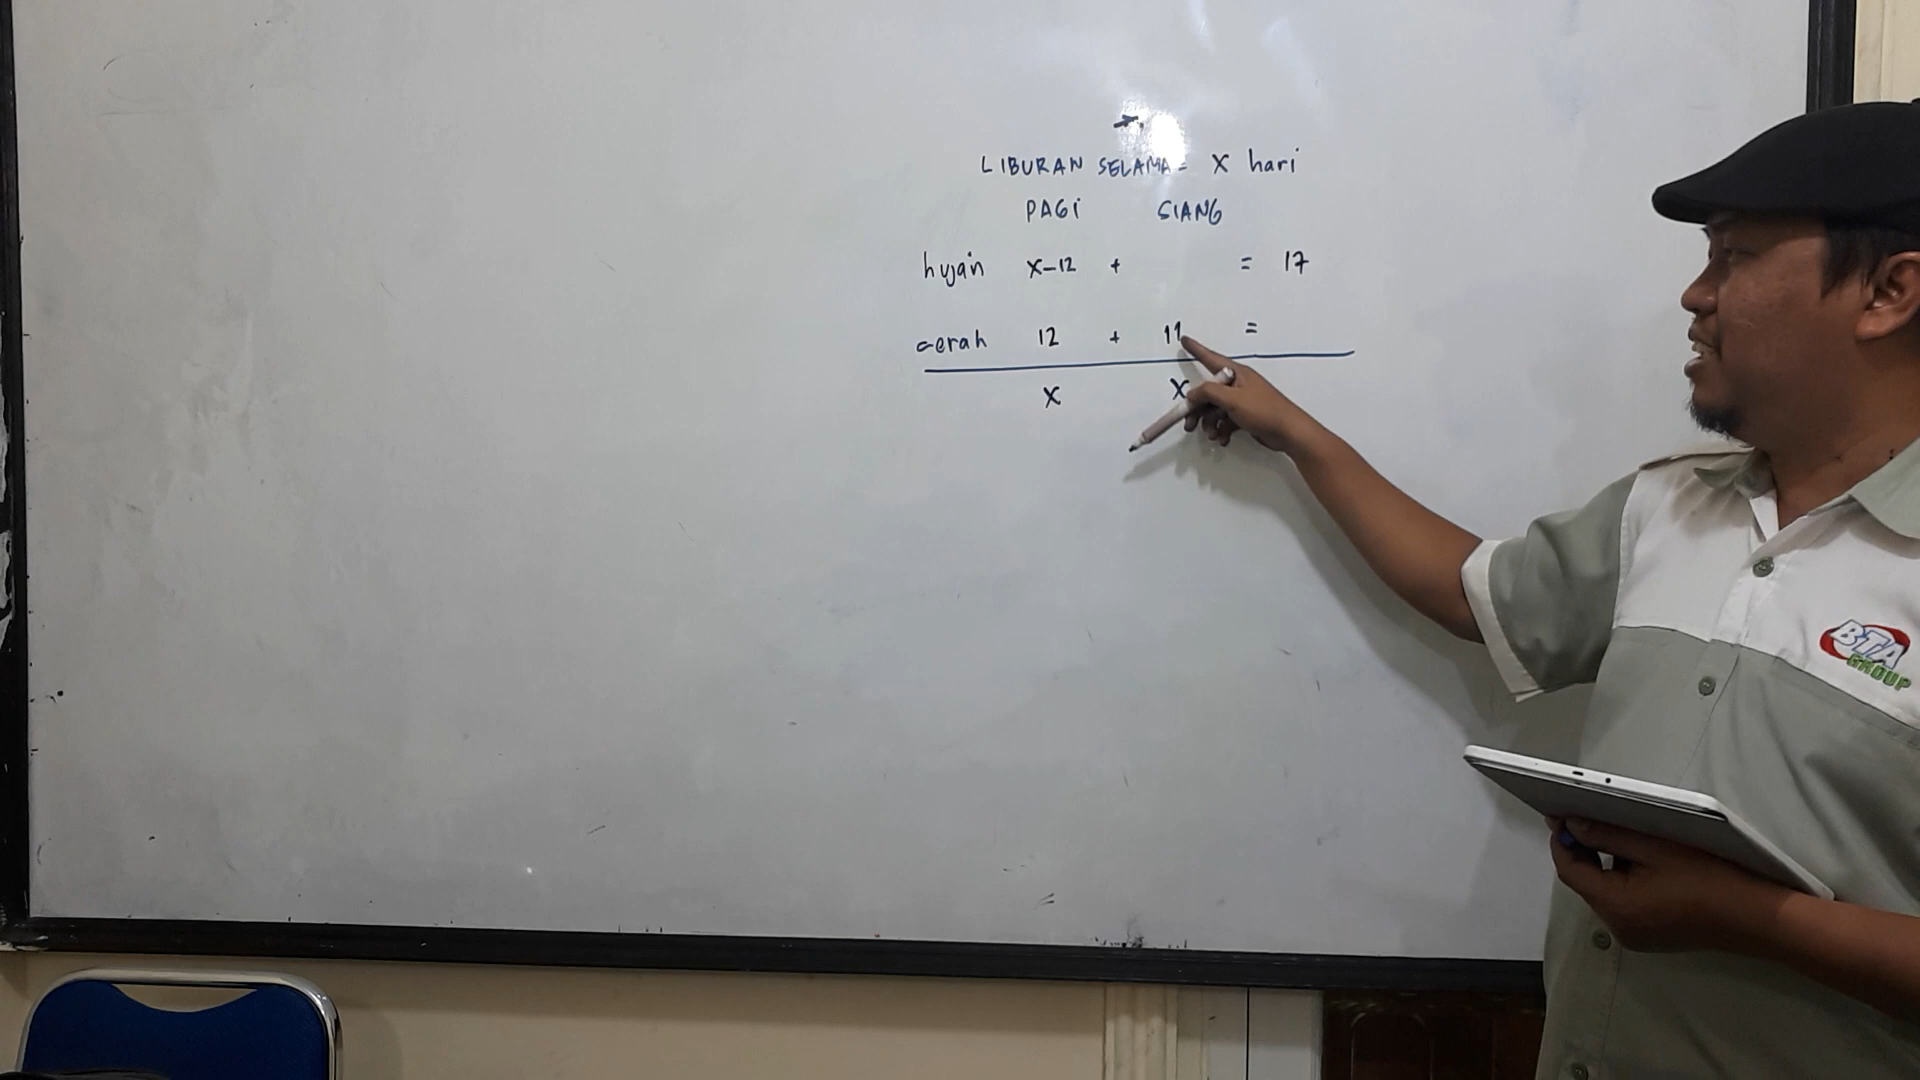 LIBURAN SELAMA = X hari
PAGI SIANG
hujan x-12 + = 17
cerah 12 + 11 =
X X
BTA
GROUP